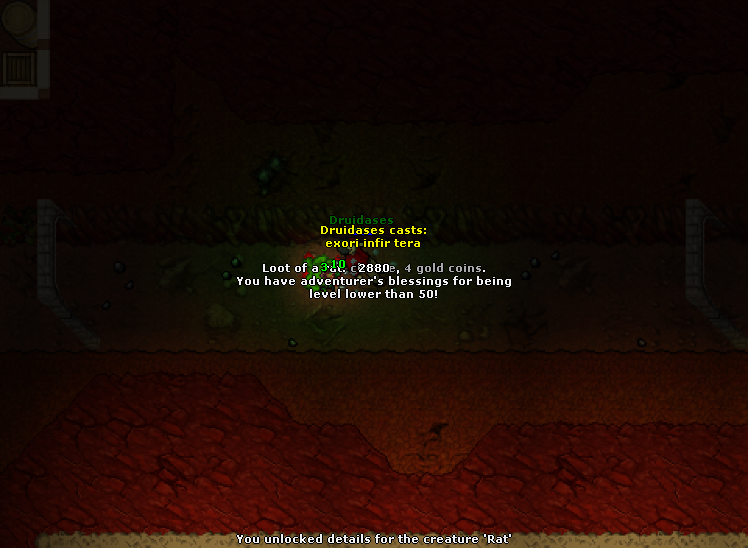 Druidases
Druidases casts:
exori infir tera
10
Loot of a 2880, 4 gold coins.
You have adventurer's blessings for being
level lower than 50!
You unlocked details for the creature 'Rat'